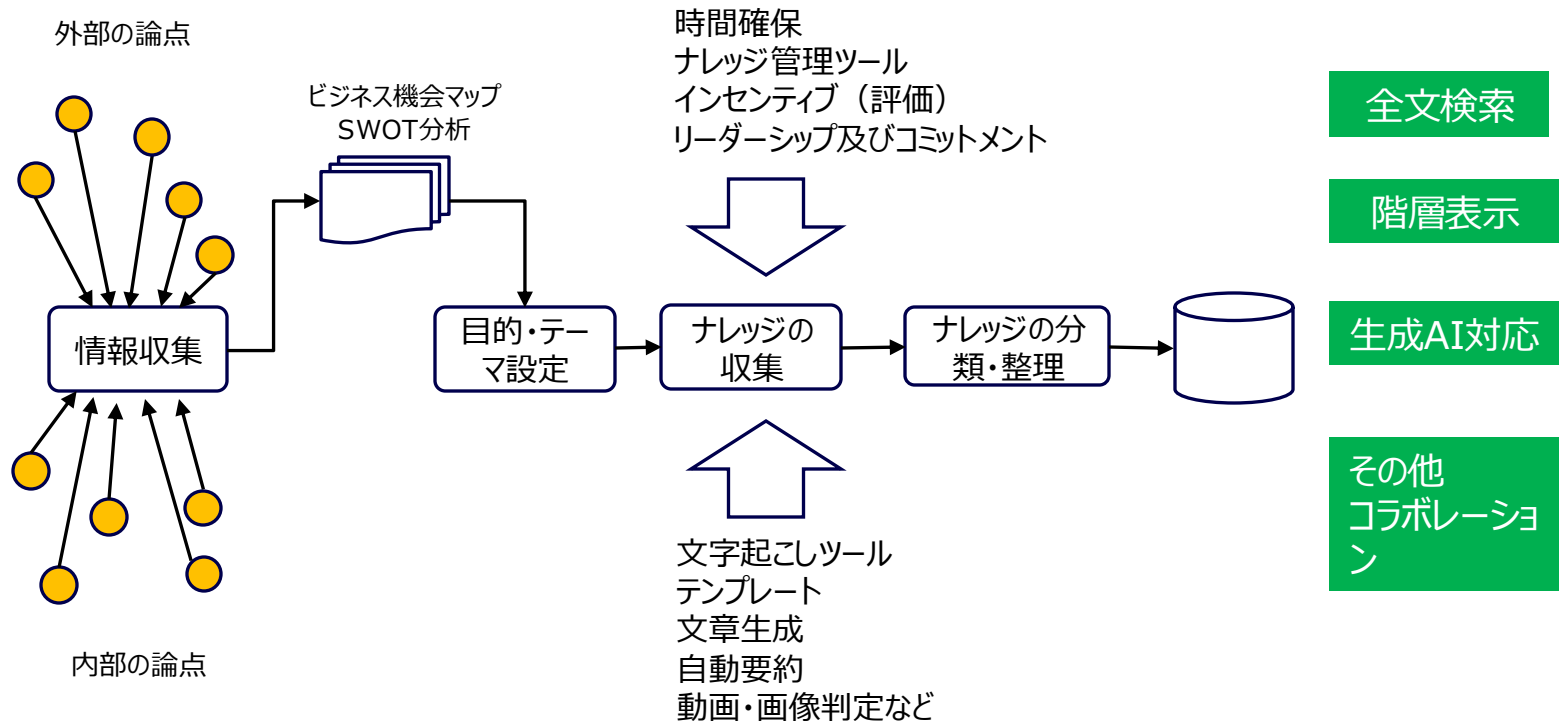 外部の論点
ビジネス機会マップ
SWOT分析
時間確保
ナレッジ管理ツール
インセンティブ（評価）
リーダーシップ及びコミットメント
情報収集
目的・テー
マ設定
ナレッジの
収集
ナレッジの分
類・整理
文字起こしツール
テンプレート
文章生成
自動要約
動画・画像判定など
内部の論点
全文検索
階層表示
生成AI対応
その他
コラボレーショ
ン